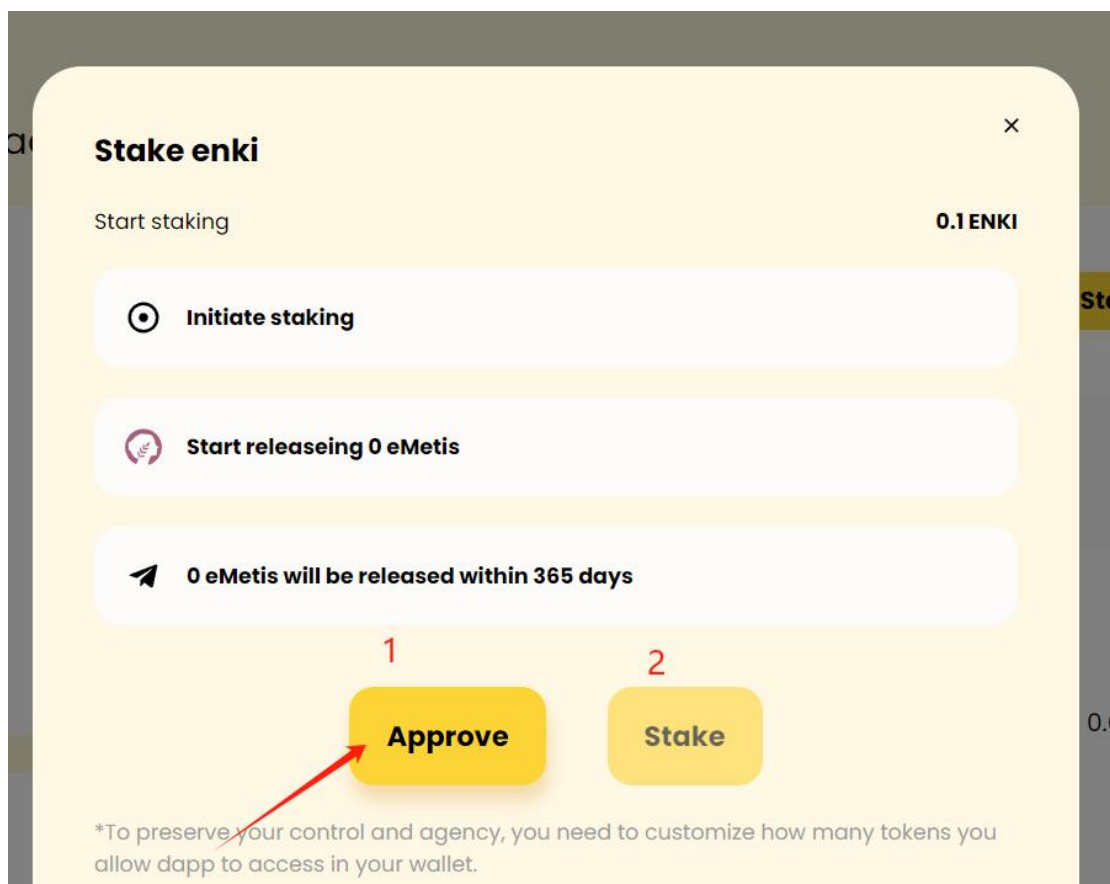 Stake enki
Start staking 0.1 ENKI
Initiate staking
Start releaseing 0 eMetis
0 eMetis will be released within 365 days
1
2
Approve
Stake
*To preserve your control and agency, you need to customize how many tokens you
allow dapp to access in your wallet.